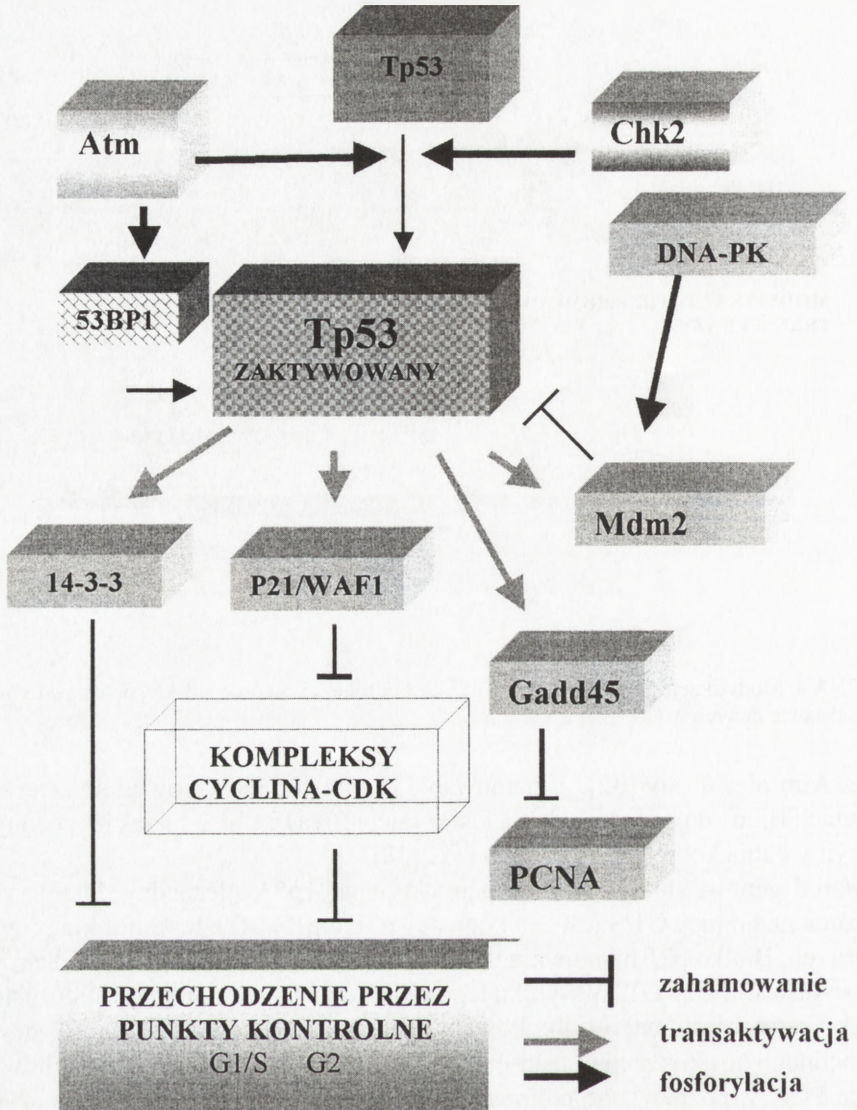 Tp53
Atm
Chk2
DNA-PK
53BP1
Tp53
ZAKTYWOWANY
Mdm2
14-3-3
P21/WAF1
Gadd45
KOMPLEKSY
CYCLINA-CDK
PCNA
PRZECHODZENIE PRZEZ
PUNKTY KONTROLNE
G1/S G2
zahamowanie
transaktywacja
fosforylacja